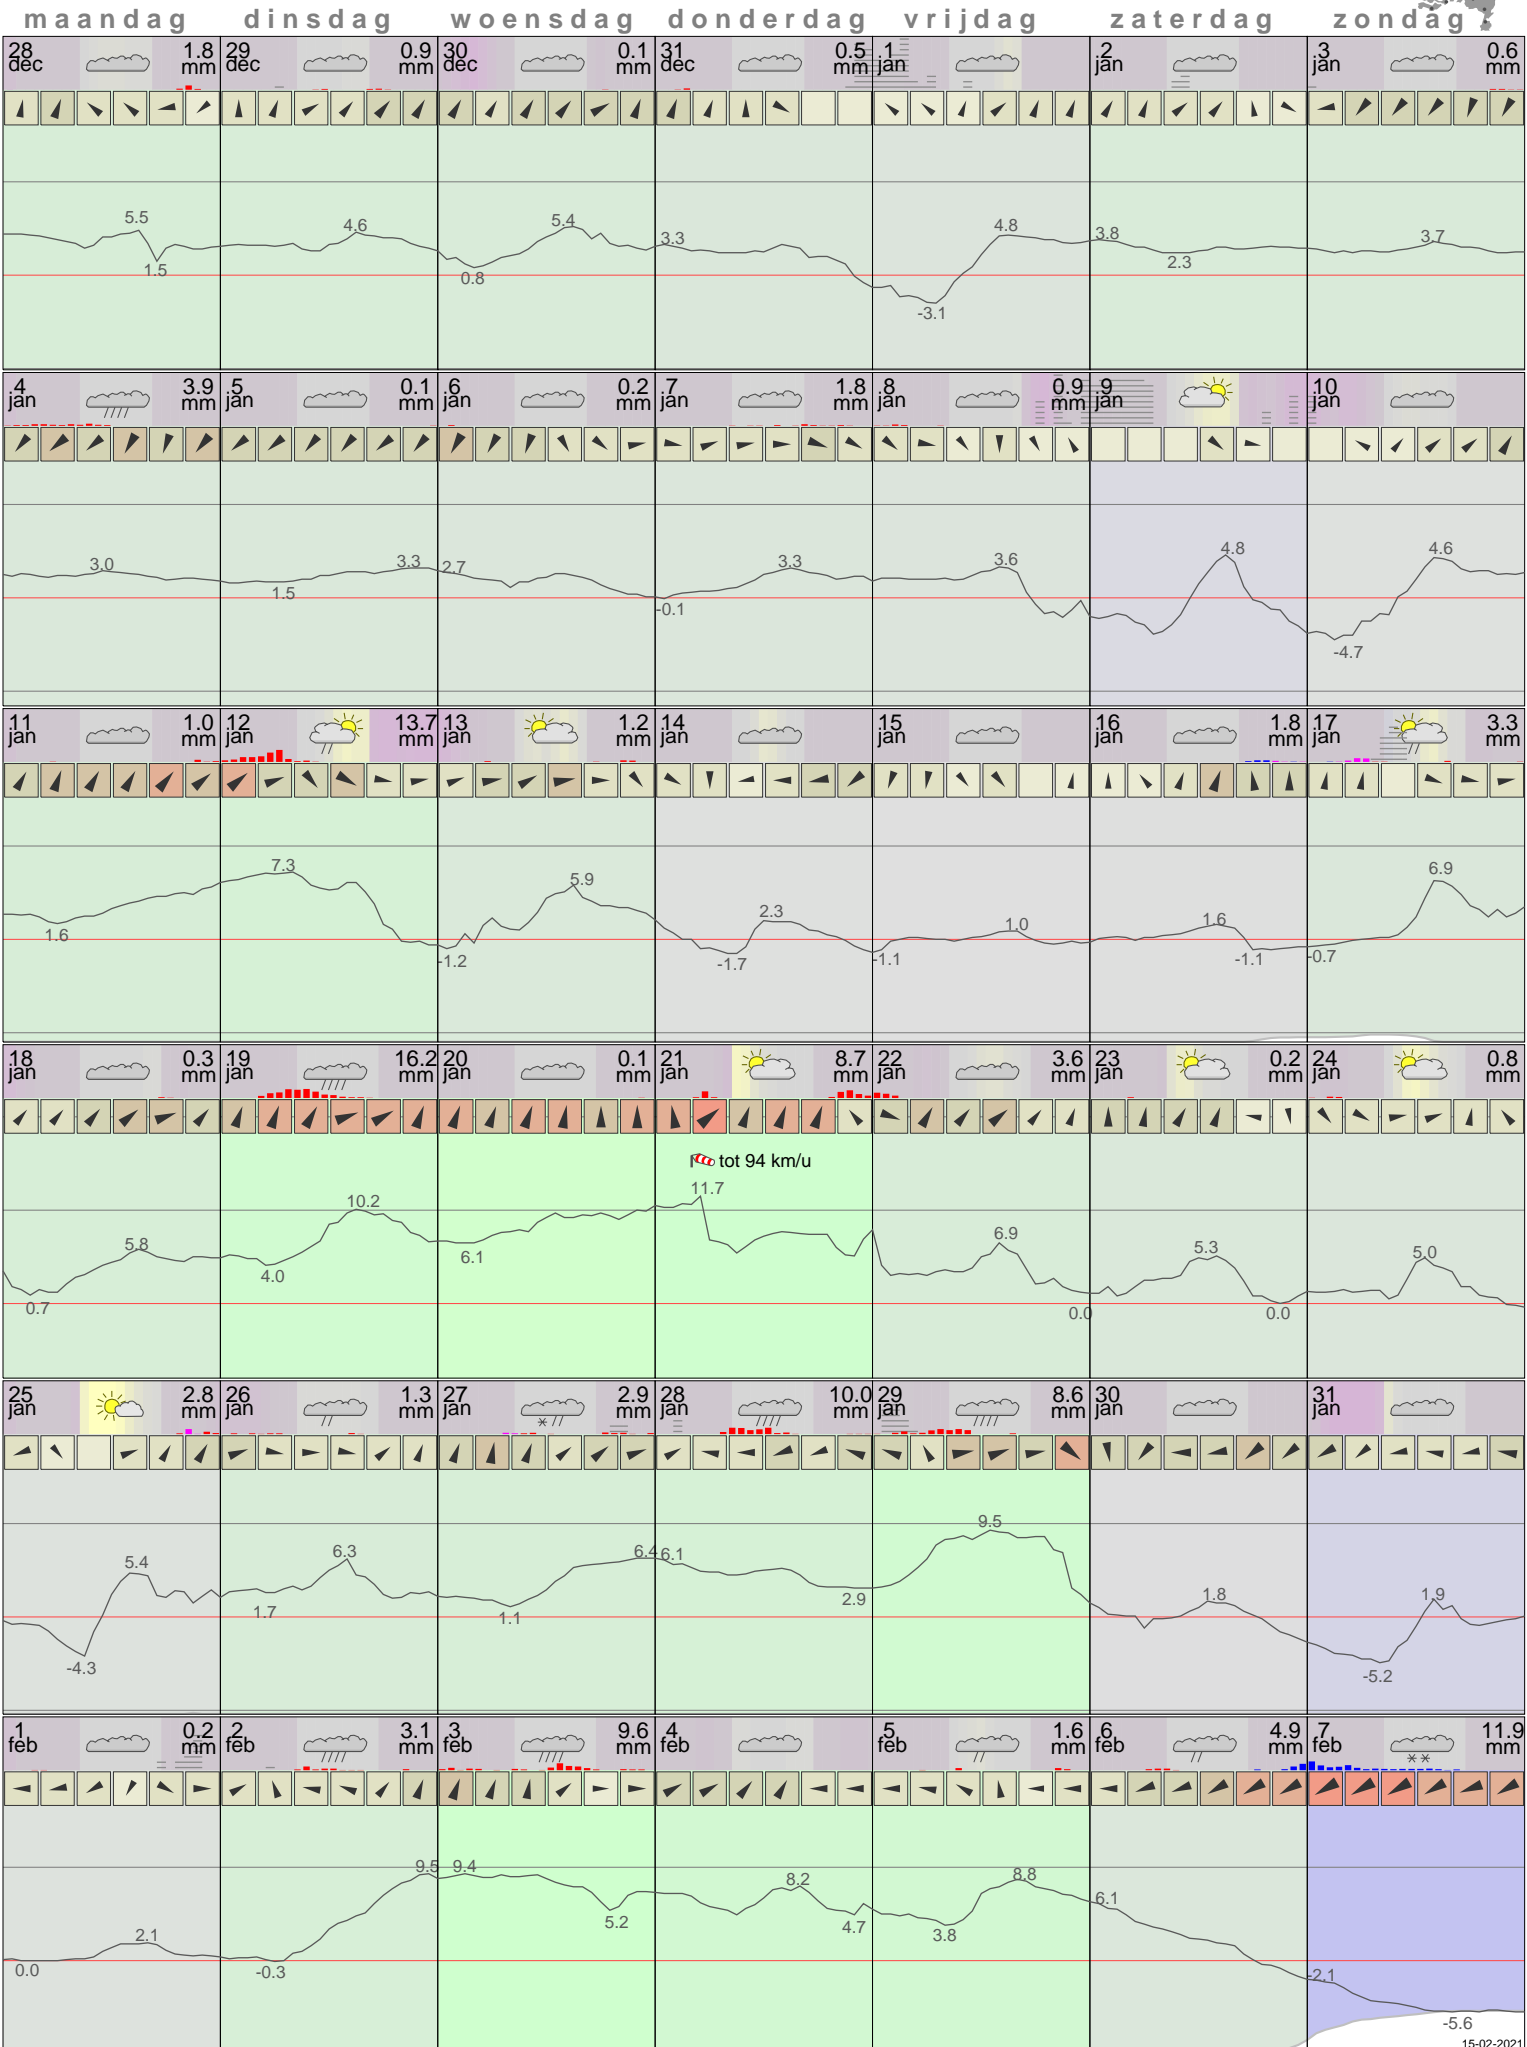 maandag dinsdag woensdag donderdag vrijdag zaterdag zondag
28 dec 1.8 mm 29 dec 0.9 mm 30 dec 0.1 mm 31 dec 0.5 mm 1 jan 2 jan 3 jan 0.6 mm
5.5 1.5 4.6 0.8 5.4 3.3 -3.1 4.8 3.8 2.3 3.7
4 jan 3.9 mm 5 jan 0.1 mm 6 jan 0.2 mm 7 jan 1.8 mm 8 jan 0.9 mm 9 jan 10 jan
3.0 1.5 3.3 2.7 -0.1 3.3 3.6 4.8 -4.7 4.6
11 jan 1.0 mm 12 jan 13.7 mm 13 jan 1.2 mm 14 jan 15 jan 16 jan 1.8 mm 17 jan 3.3 mm
1.6 7.3 -1.2 5.9 -1.7 2.3 -1.1 1.0 1.6 -1.1 -0.7 6.9
18 jan 0.3 mm 19 jan 16.2 mm 20 jan 0.1 mm 21 jan 8.7 mm 22 jan 3.6 mm 23 jan 0.2 mm 24 jan 0.8 mm
tot 94 km/u
0.7 5.8 4.0 10.2 6.1 11.7 6.9 0.0 5.3 0.0 5.0
25 jan 2.8 mm 26 jan 1.3 mm 27 jan 2.9 mm 28 jan 10.0 mm 29 jan 8.6 mm 30 jan 31 jan
-4.3 5.4 1.7 6.3 1.1 6.4 6.1 2.9 9.5 1.8 -5.2 1.9
1 feb 0.2 mm 2 feb 3.1 mm 3 feb 9.6 mm 4 feb 5 feb 1.6 mm 6 feb 4.9 mm 7 feb 11.9 mm
0.0 2.1 -0.3 9.5 9.4 5.2 8.2 4.7 3.8 8.8 6.1 -2.1 -5.6
15-02-2021